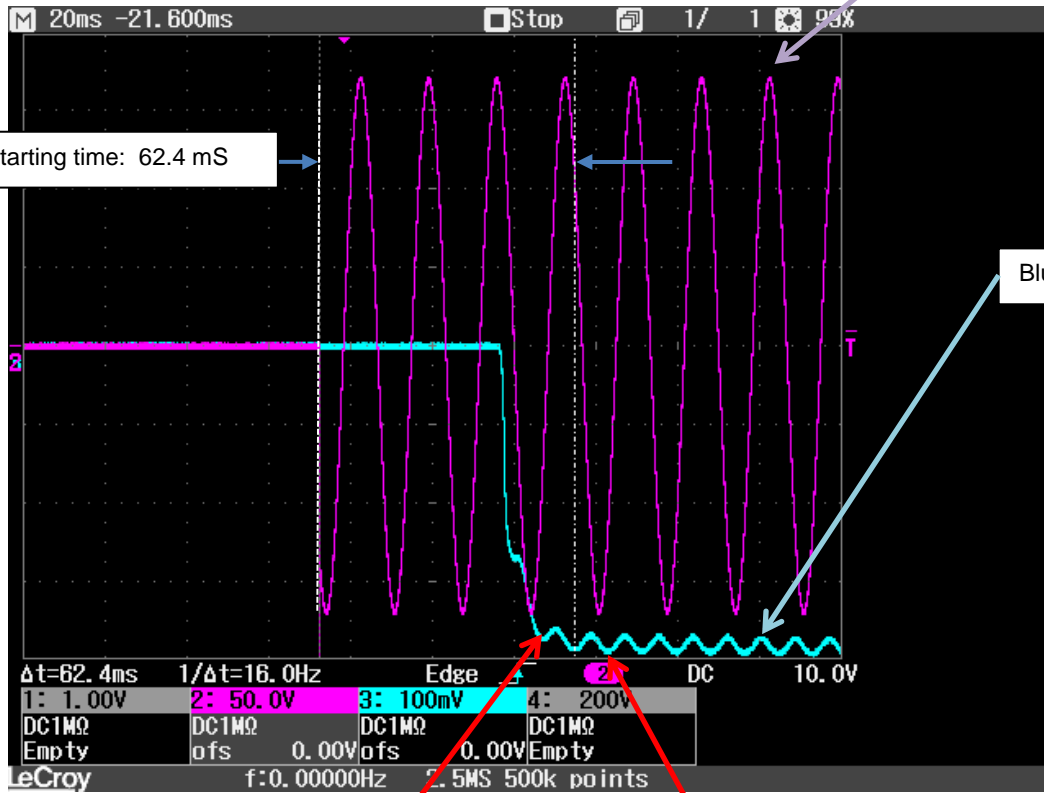 M 20ms -21.600ms Stop 1/ 1 99%
tarting time: 62.4 mS
Blu
T
Δt=62.4ms 1/Δt=16.0Hz Edge 2 DC 10.0V
1: 1.00V 2: 50.0V 3: 100mV 4: 200V
DC1MΩ DC1MΩ DC1MΩ DC1MΩ
Empty ofs 0.00V ofs 0.00V Empty
LeCroy f:0.00000Hz 2.5MS 500k points